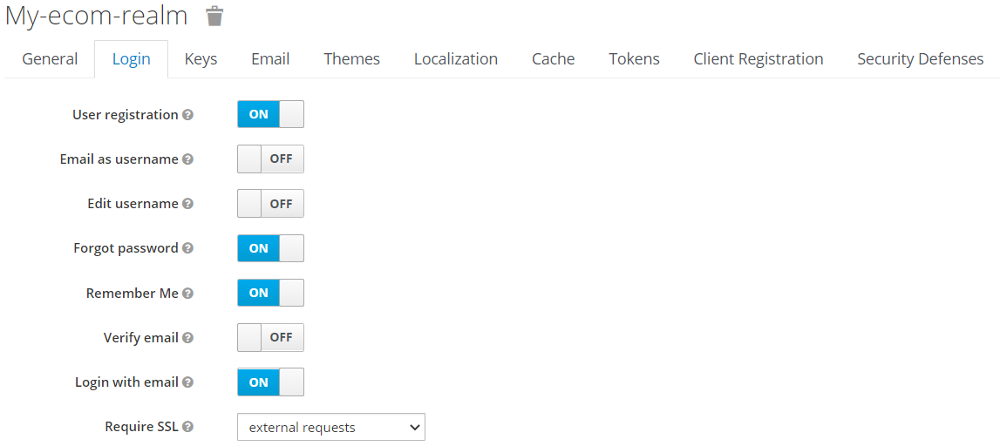 My-ecom-realm
General Login Keys Email Themes Localization Cache Tokens Client Registration Security Defenses
User registration ON
Email as username OFF
Edit username OFF
Forgot password ON
Remember Me ON
Verify email OFF
Login with email ON
Require SSL external requests